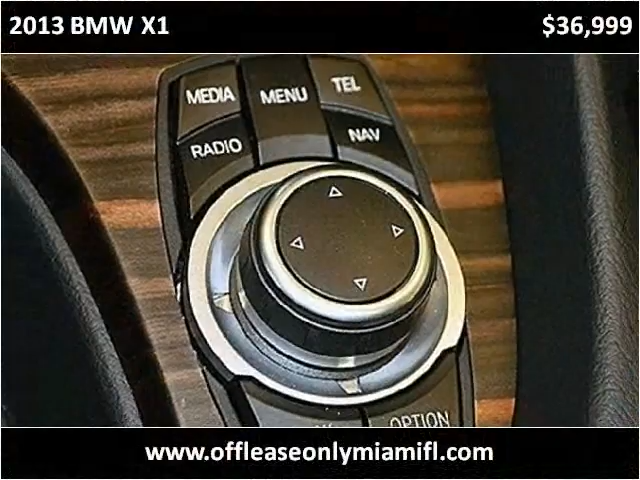 2013 BMW X1 $36,999
MEDIA MENU TEL
RADIO NAV
OPTION
www.offleaseonlymiamifl.com